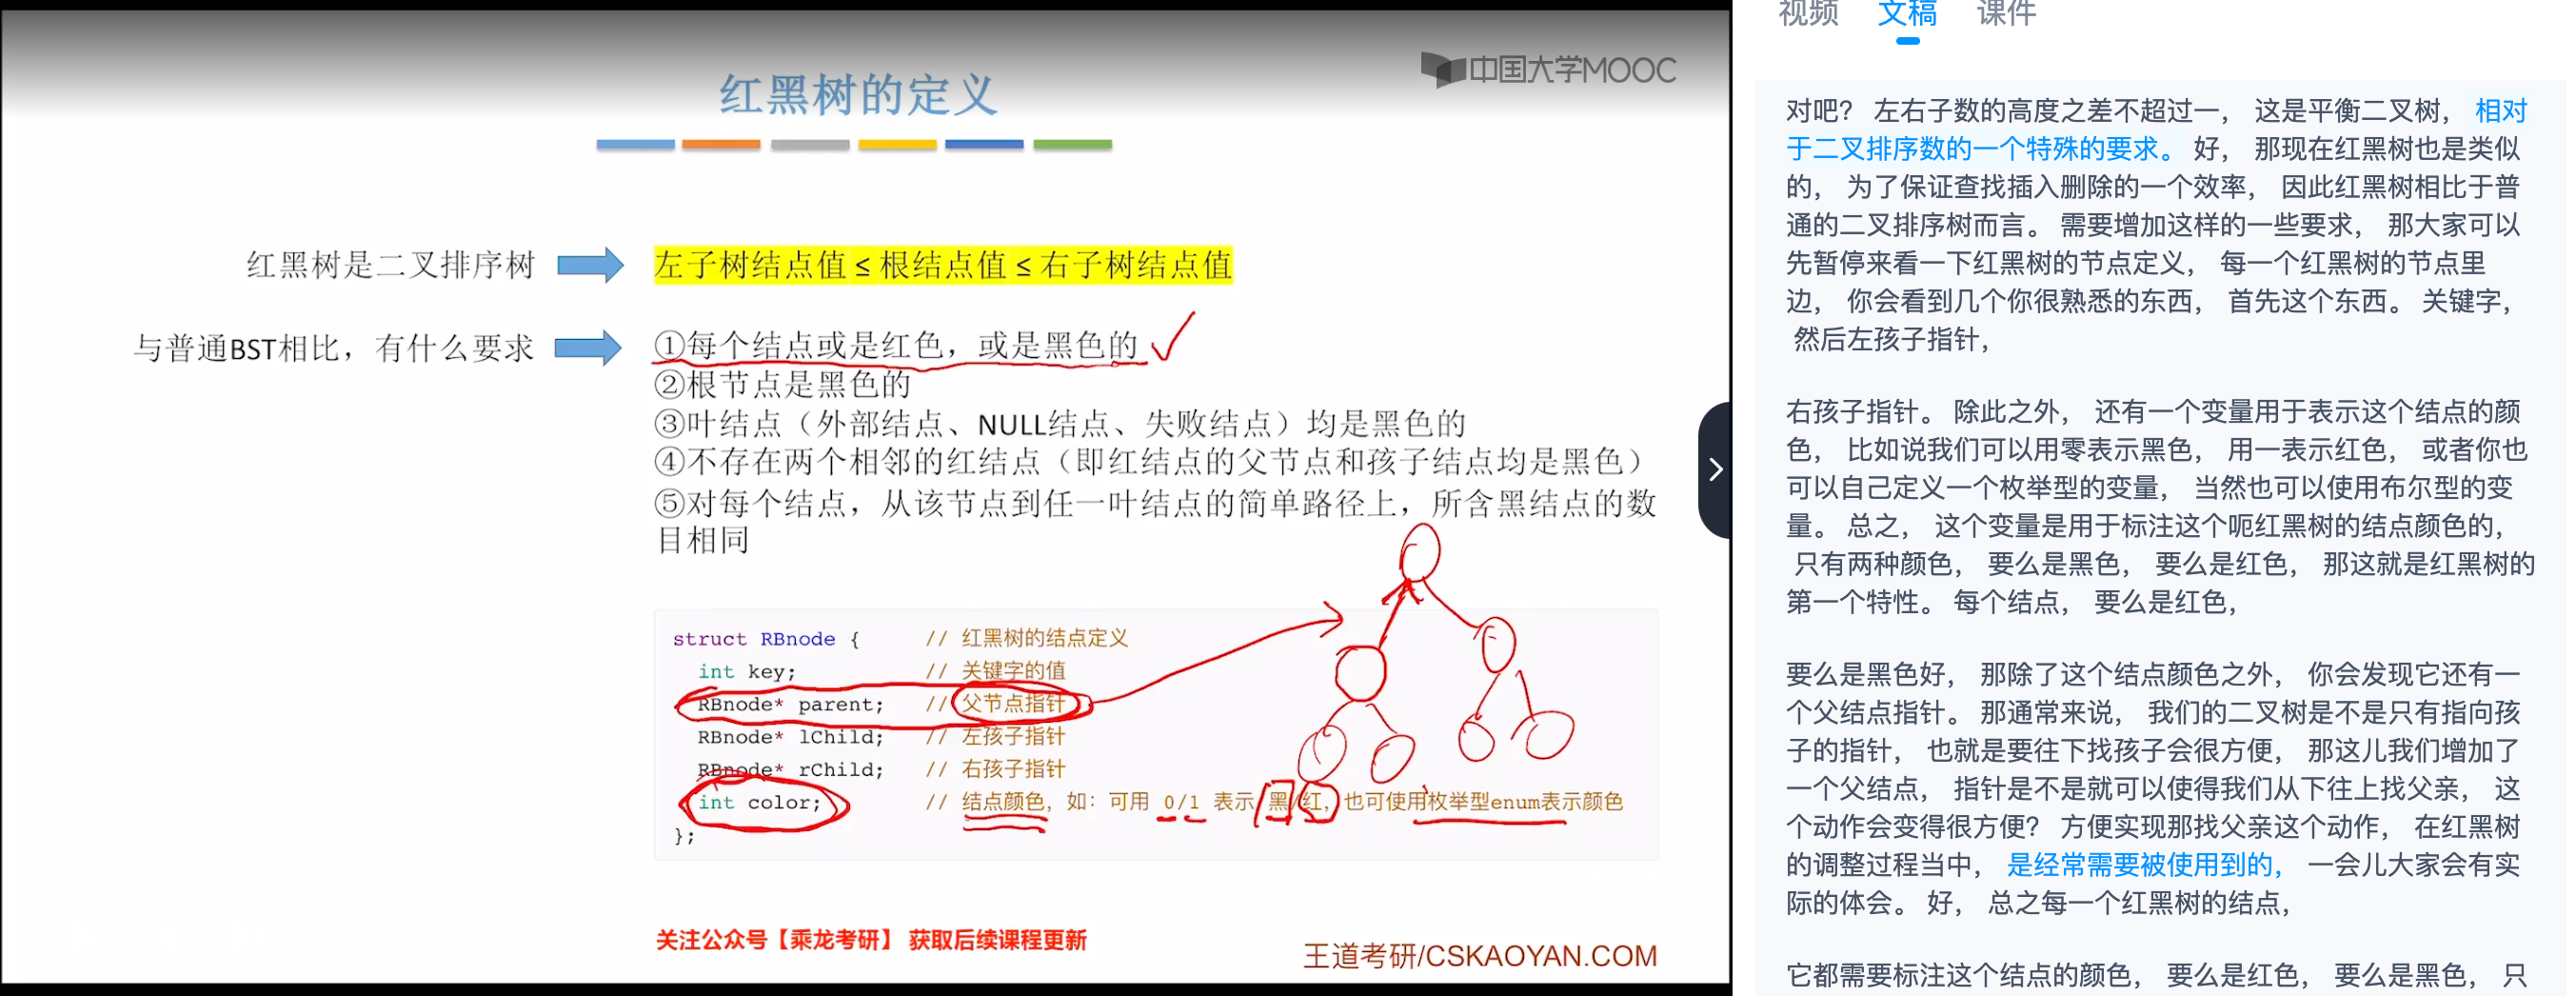 中国大学MOOC
红黑树的定义
红黑树是二叉排序树
左子树结点值 ≤ 根结点值 ≤ 右子树结点值
与普通BST相比，有什么要求
①每个结点或是红色，或是黑色的
②根节点是黑色的
③叶结点（外部结点、NULL结点、失败结点）均是黑色的
④不存在两个相邻的红结点（即红结点的父节点和孩子结点均是黑色）
⑤对每个结点，从该节点到任一叶结点的简单路径上，所含黑结点的数
目相同
struct RBnode { // 红黑树的结点定义
int key; // 关键字的值
RBnode* parent; // 父节点指针
RBnode* lChild; // 左孩子指针
RBnode* rChild; // 右孩子指针
int color; // 结点颜色，如：可用 0/1 表示 黑/红，也可使用枚举型enum表示颜色
};
关注公众号【乘龙考研】 获取后续课程更新
王道考研/CSKAOYAN.COM
视频 文稿 课件
对吧？ 左右子数的高度之差不超过一， 这是平衡二叉树， 相对
于二叉排序数的一个特殊的要求。 好， 那现在红黑树也是类似
的， 为了保证查找插入删除的一个效率， 因此红黑树相比于普
通的二叉排序树而言。 需要增加这样的一些要求， 那大家可以
先暂停来看一下红黑树的节点定义， 每一个红黑树的节点里
边， 你会看到几个你很熟悉的东西， 首先这个东西。 关键字，
然后左孩子指针，
右孩子指针。 除此之外， 还有一个变量用于表示这个结点的颜
色， 比如说我们可以用零表示黑色， 用一表示红色， 或者你也
可以自己定义一个枚举型的变量， 当然也可以使用布尔型的变
量。 总之， 这个变量是用于标注这个呃红黑树的结点颜色的，
只有两种颜色， 要么是黑色， 要么是红色， 那这就是红黑树的
第一个特性。 每个结点， 要么是红色，
要么是黑色好， 那除了这个结点颜色之外， 你会发现它还有一
个父结点指针。 那通常来说， 我们的二叉树是不是只有指向孩
子的指针， 也就是要往下找孩子会很方便， 那这儿我们增加了
一个父结点， 指针是不是就可以使得我们从下往上找父亲， 这
个动作会变得很方便？ 方便实现那找父亲这个动作， 在红黑树
的调整过程当中， 是经常需要被使用到的， 一会儿大家会有实
际的体会。 好， 总之每一个红黑树的结点，
它都需要标注这个结点的颜色， 要么是红色， 要么是黑色， 只